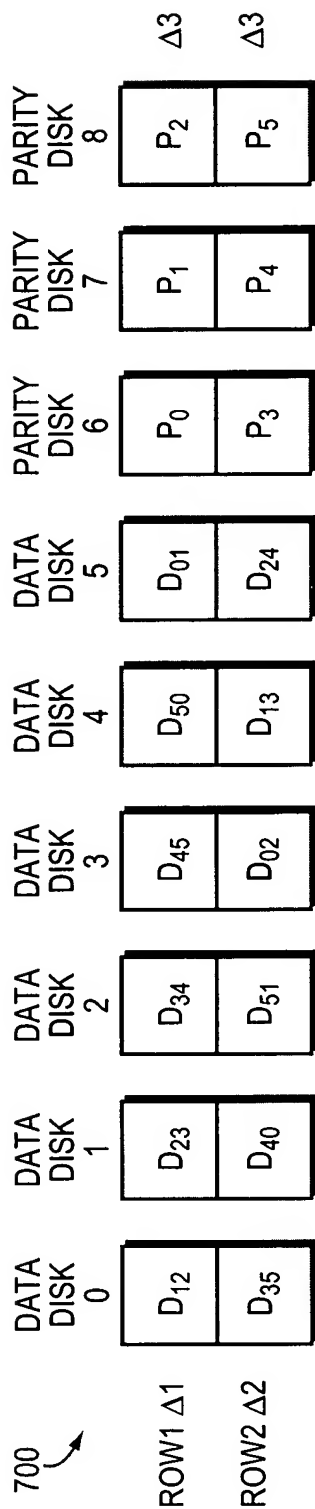 700
DATA DISK 0
DATA DISK 1
DATA DISK 2
DATA DISK 3
DATA DISK 4
DATA DISK 5
PARITY DISK 6
PARITY DISK 7
PARITY DISK 8
ROW1 Δ1 D₁₂ D₂₃ D₃₄ D₄₅ D₅₀ D₀₁ P₀ P₁ P₂ Δ3
ROW2 Δ2 D₃₅ D₄₀ D₅₁ D₀₂ D₁₃ D₂₄ P₃ P₄ P₅ Δ3